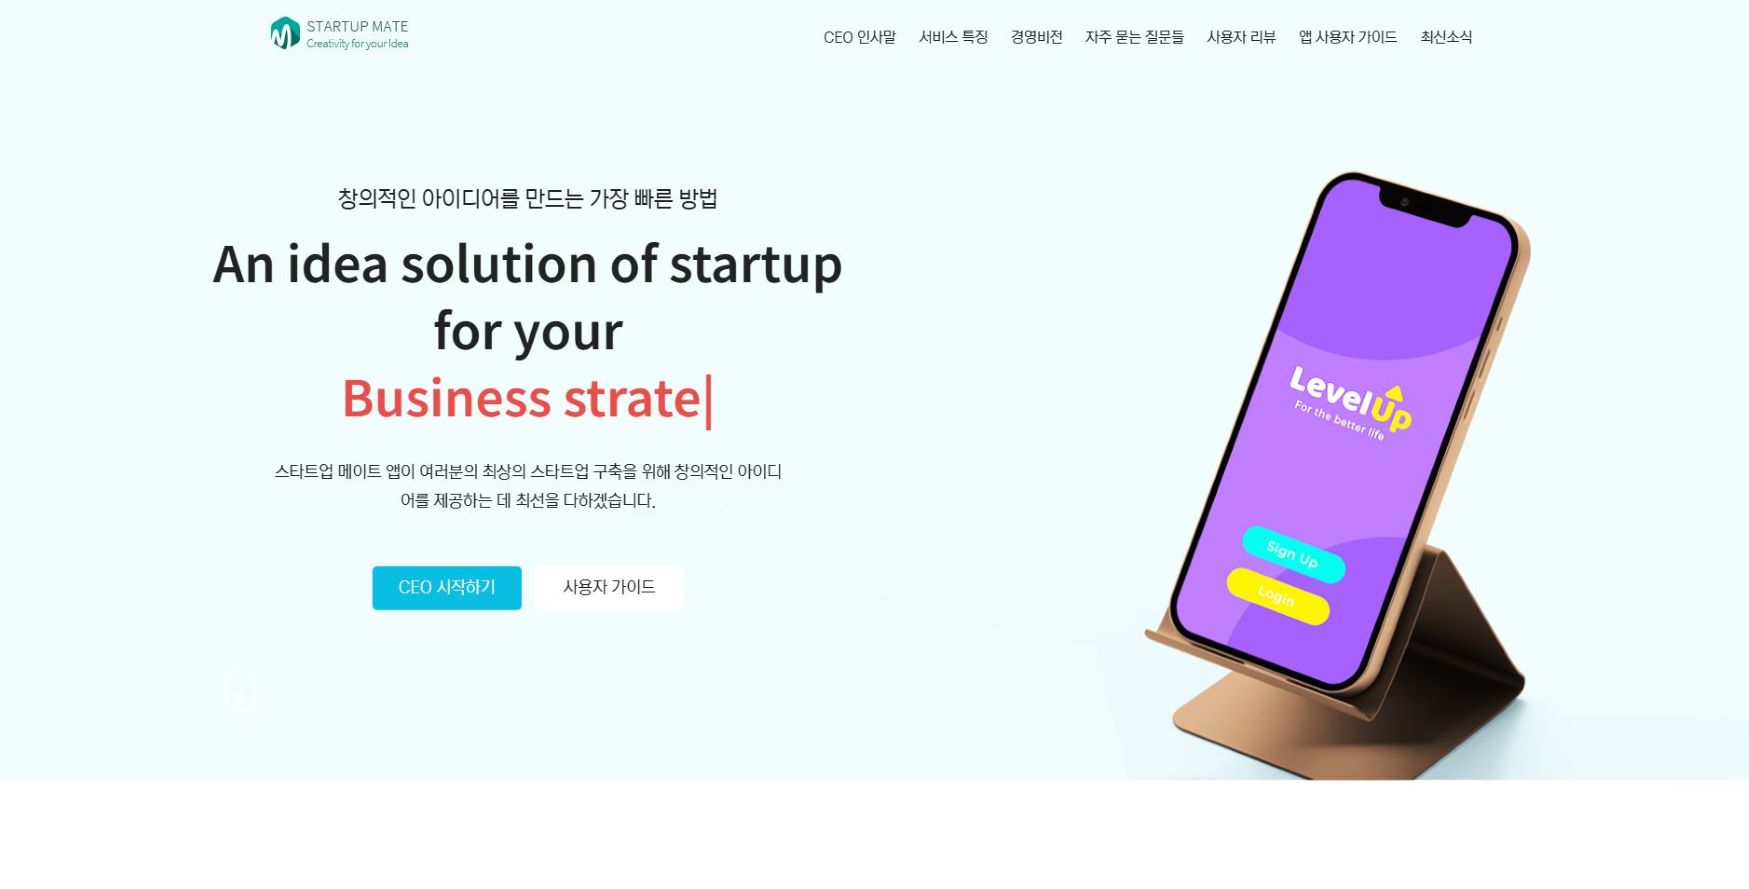 STARTUP MATE
Creativity for your Idea
CEO 인사말 서비스 특징 경영비전 자주 묻는 질문들 사용자 리뷰 앱 사용자 가이드 최신소식
창의적인 아이디어를 만드는 가장 빠른 방법
An idea solution of startup
for your
Business strate|
스타트업 메이트 앱이 여러분의 최상의 스타트업 구축을 위해 창의적인 아이디
어를 제공하는 데 최선을 다하겠습니다.
CEO 시작하기 사용자 가이드
LevelUp
For the better life
Sign Up
Login